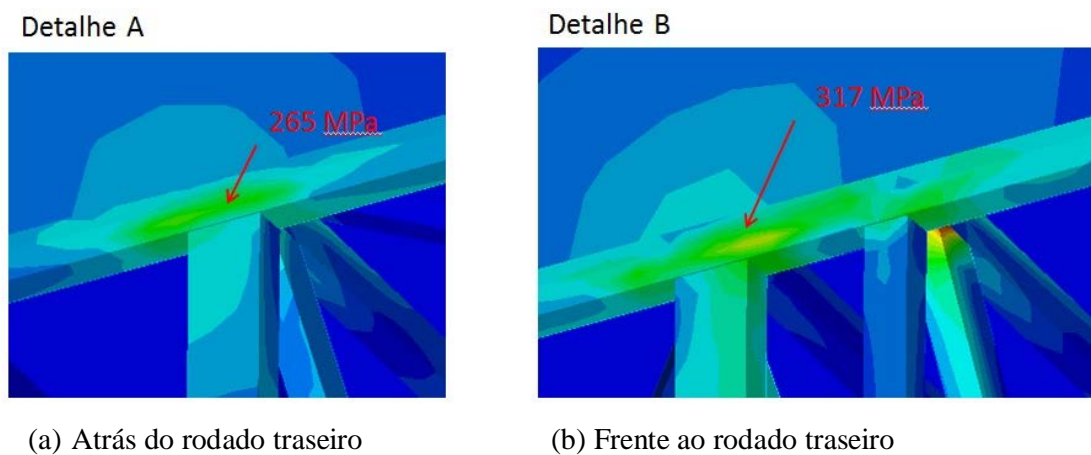 Detalhe A
Detalhe B
265 MPa
317 MPa
(a) Atrás do rodado traseiro
(b) Frente ao rodado traseiro